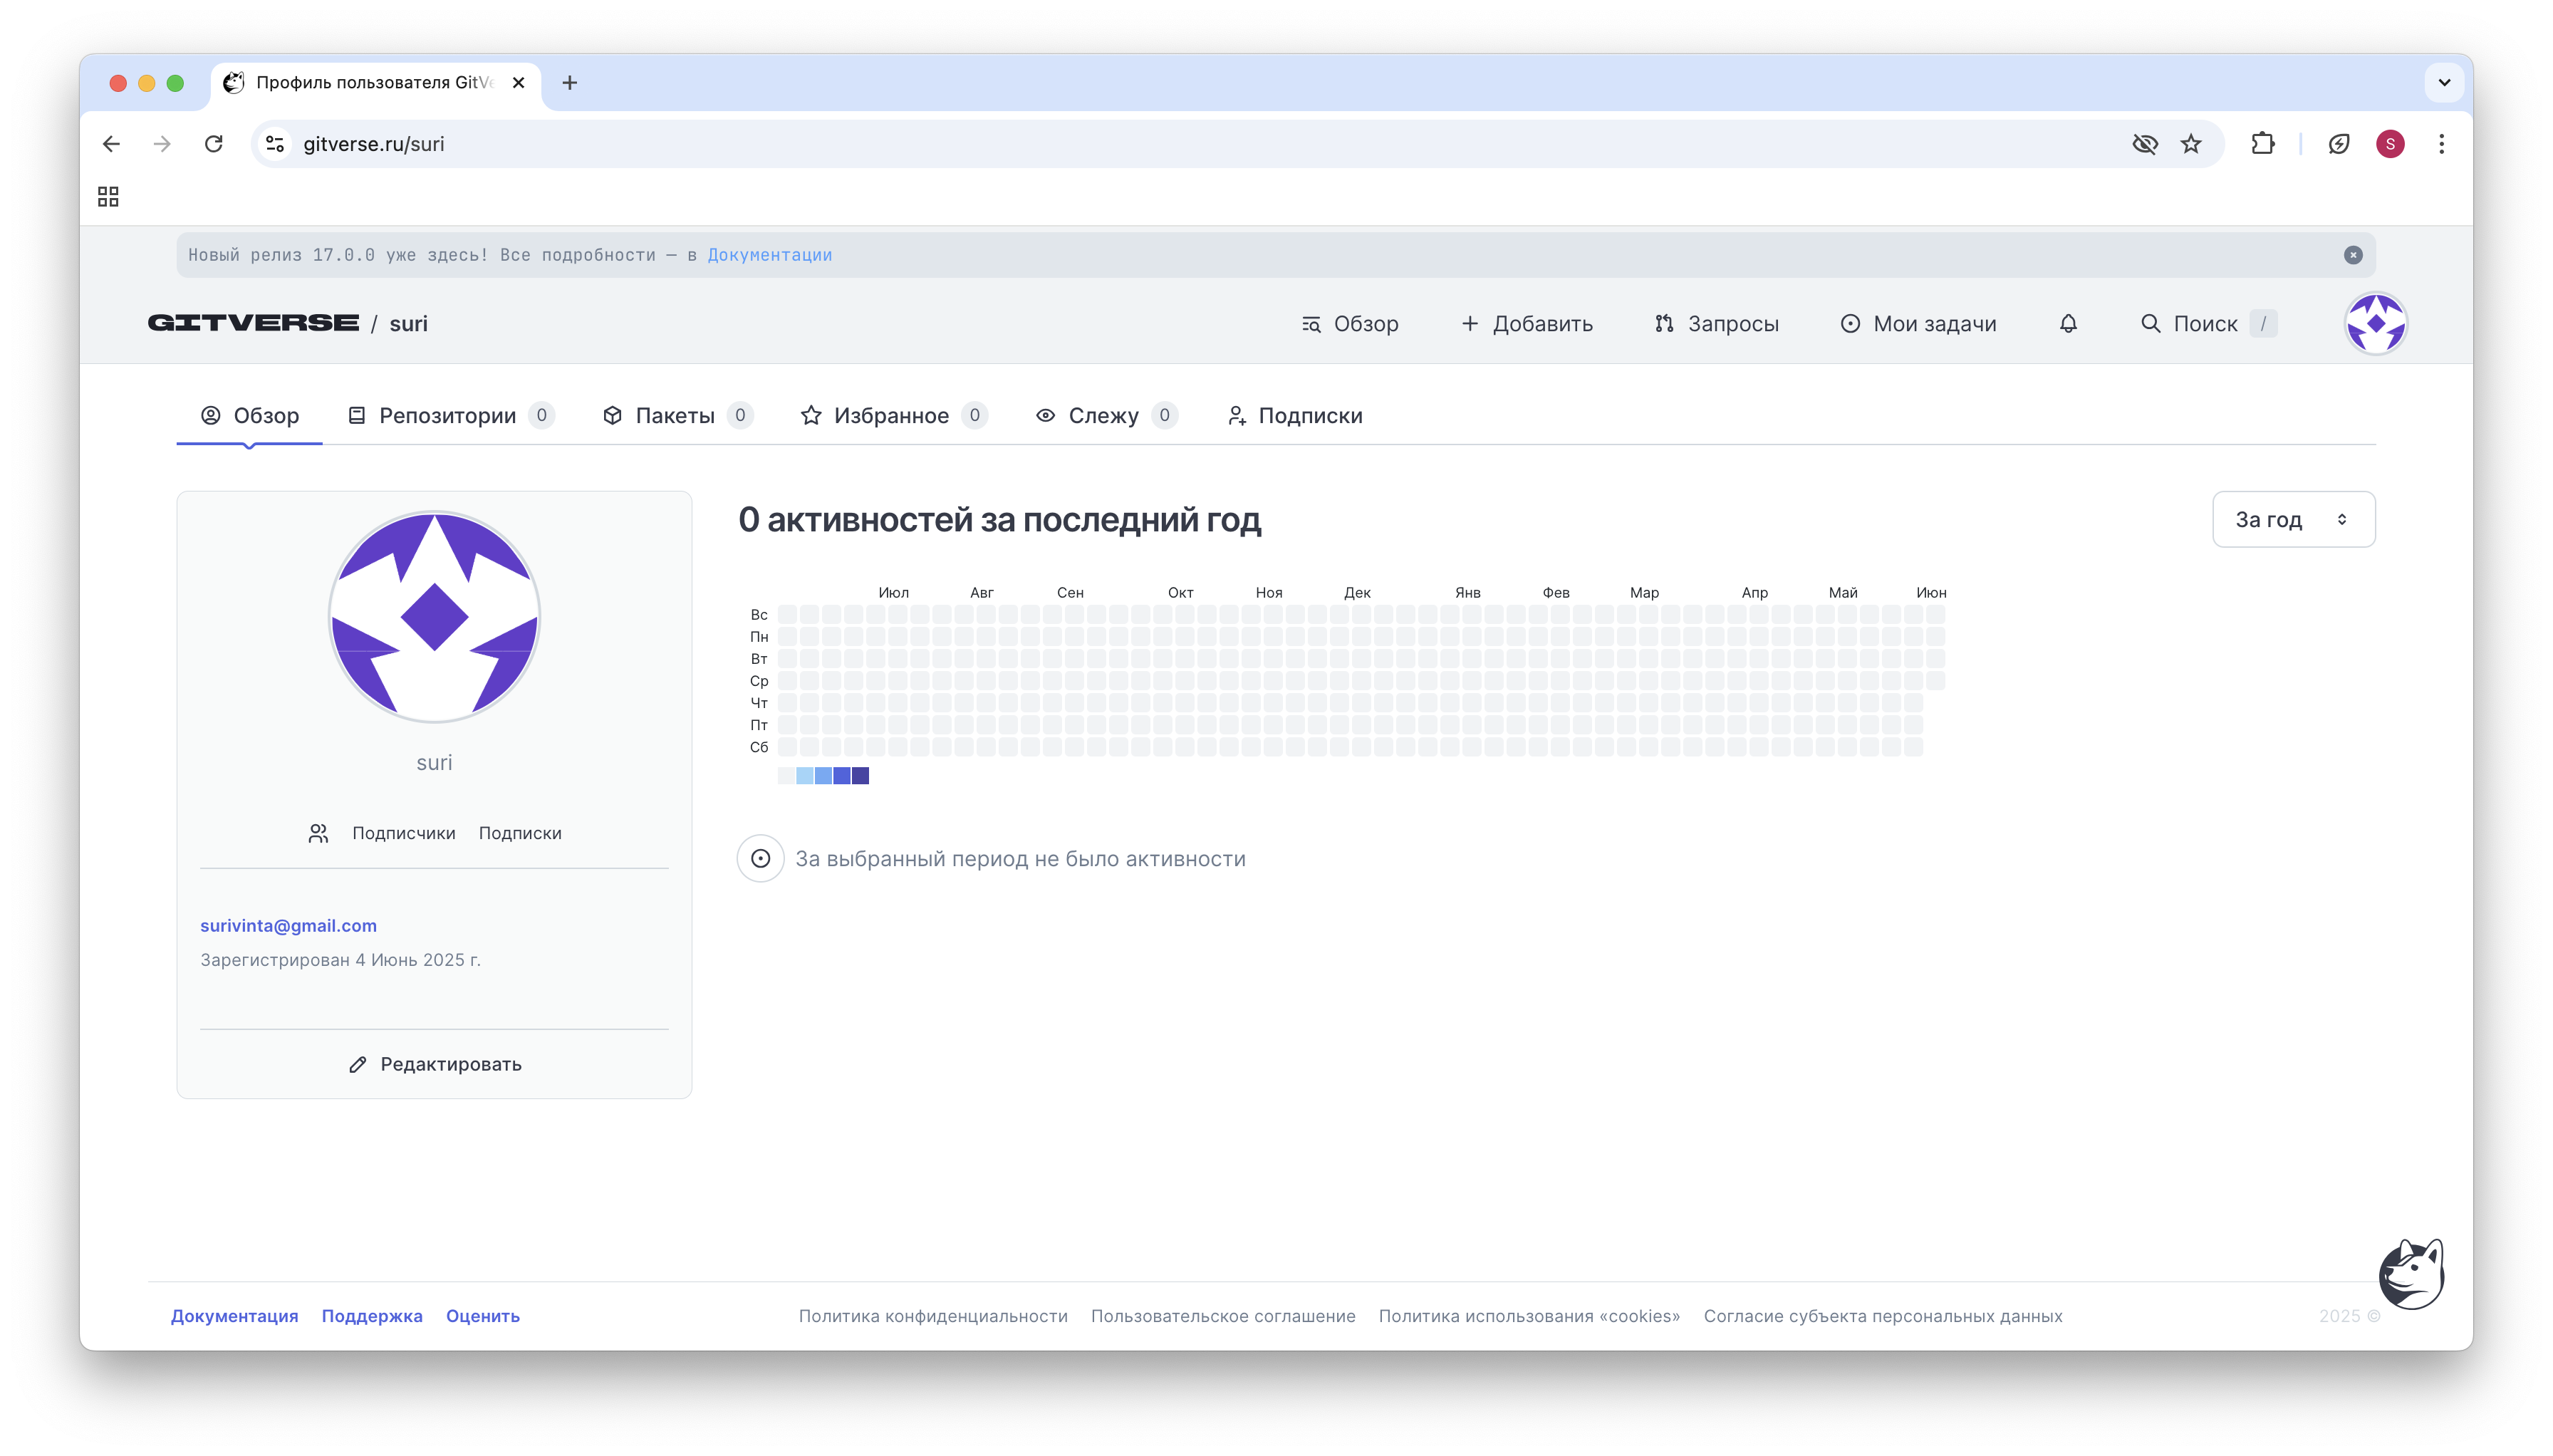 Профиль пользователя GitVe
gitverse.ru/suri
S
Новый релиз 17.0.0 уже здесь! Все подробности — в Документации
GITVERSE / suri
Обзор
Добавить
Запросы
Мои задачи
Поиск /
Обзор
Репозитории 0
Пакеты 0
Избранное 0
Слежу 0
Подписки
suri
Подписчики Подписки
surivinta@gmail.com
Зарегистрирован 4 Июнь 2025 г.
Редактировать
0 активностей за последний год
За год
Июл Авг Сен Окт Ноя Дек Янв Фев Мар Апр Май Июн
Вс
Пн
Вт
Ср
Чт
Пт
Сб
За выбранный период не было активности
Документация Поддержка Оценить
Политика конфиденциальности Пользовательское соглашение Политика использования «cookies» Согласие субъекта персональных данных
2025 ©